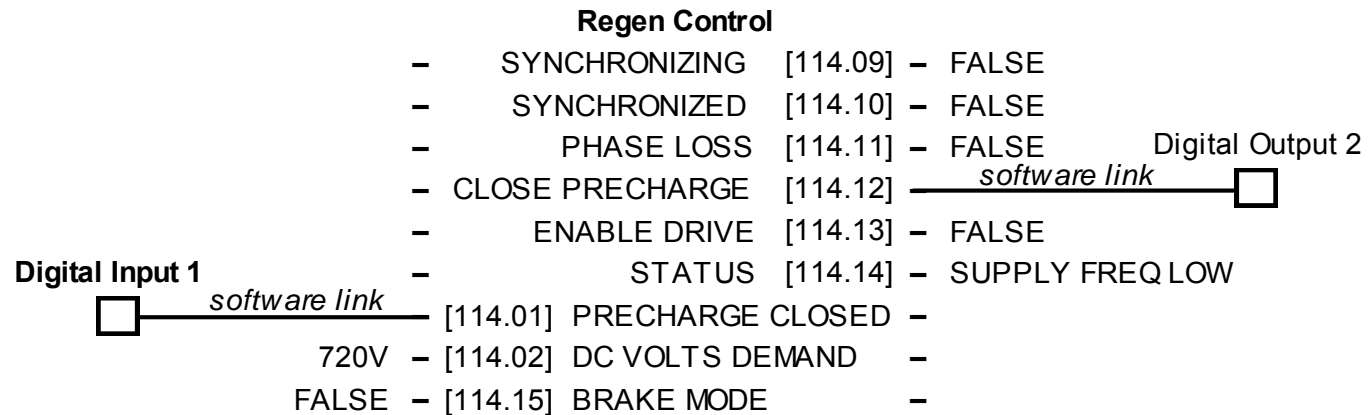 Regen Control
– SYNCHRONIZING [114.09] – FALSE
– SYNCHRONIZED [114.10] – FALSE
– PHASE LOSS [114.11] – FALSE Digital Output 2
– CLOSE PRECHARGE [114.12] – software link
– ENABLE DRIVE [114.13] – FALSE
Digital Input 1 – STATUS [114.14] – SUPPLY FREQ LOW
software link – [114.01] PRECHARGE CLOSED –
720V – [114.02] DC VOLTS DEMAND –
FALSE – [114.15] BRAKE MODE –